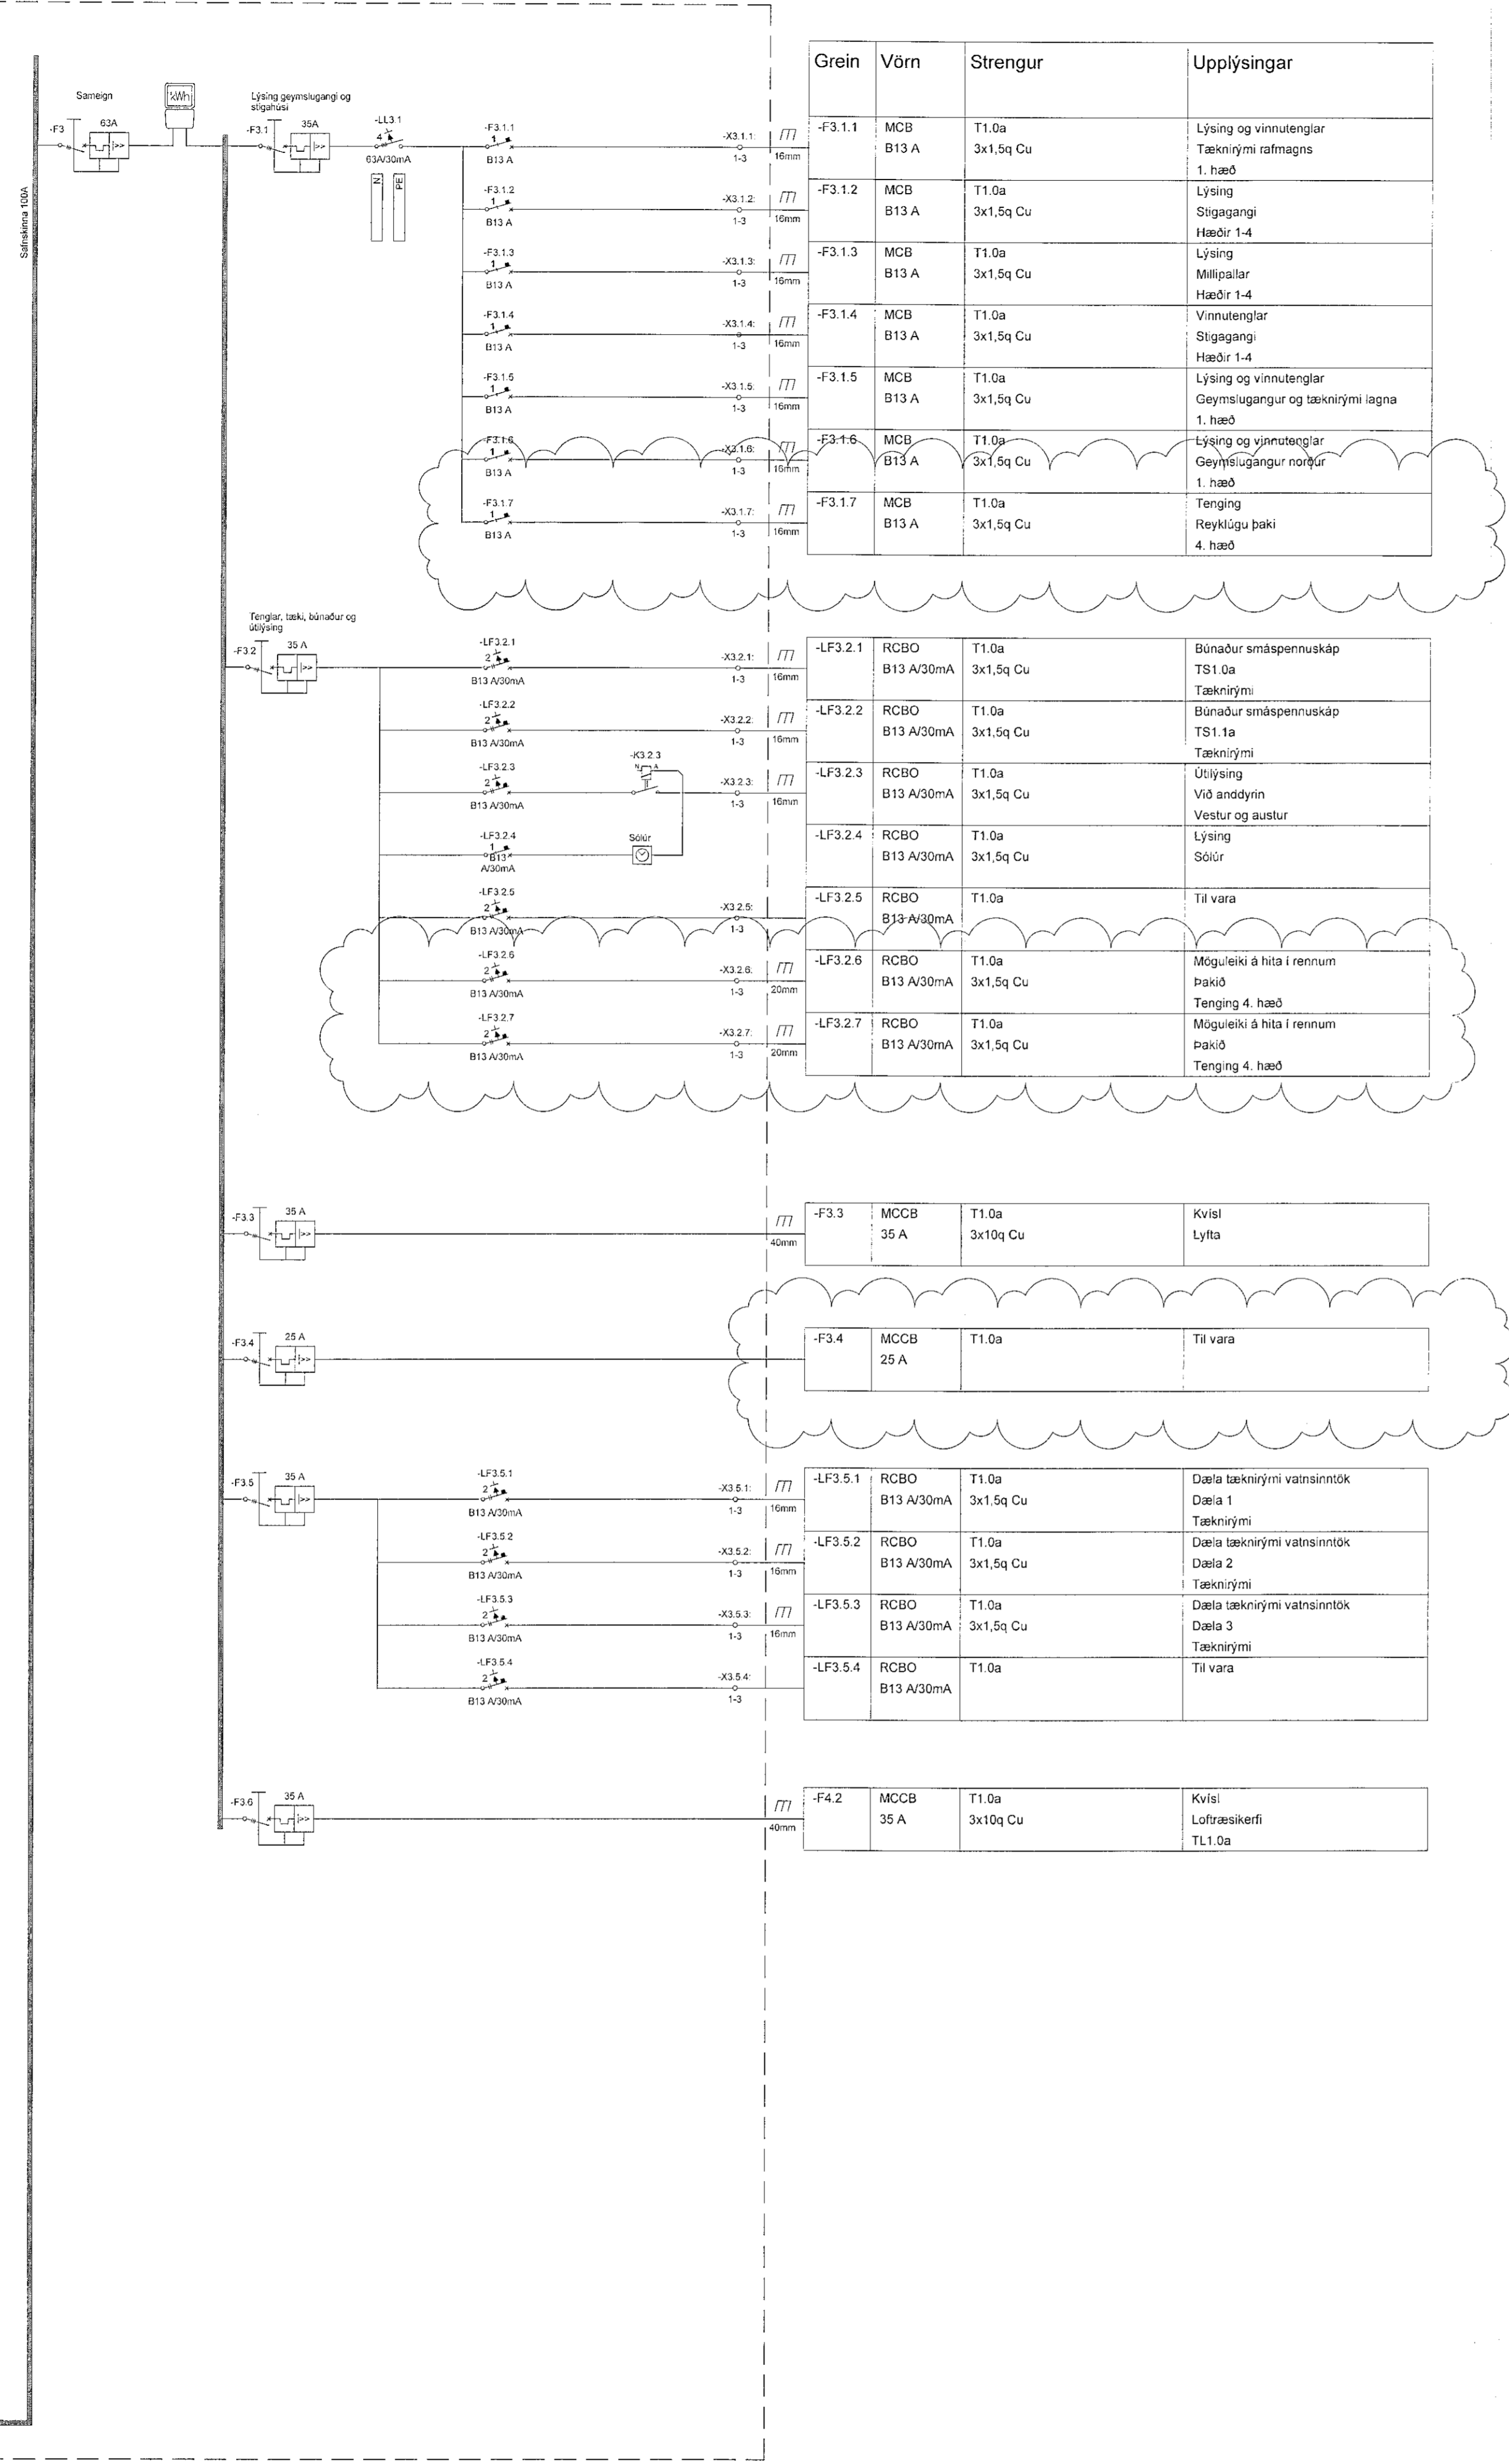 Grein Vörn Strengur Upplýsingar
Safnskinna 100A
Sameign
-F3
63A
kWh
Lýsing geymslugangi og
stigahúsi
-F3.1
35A
-LL3.1
4
63A/30mA
N
PE
-F3.1.1
1
B13 A
-X3.1.1:
1-3
16mm
-F3.1.1 MCB T1.0a Lýsing og vinnutenglar
B13 A 3x1,5q Cu Tæknirými rafmagns
1. hæð
-F3.1.2
1
B13 A
-X3.1.2:
1-3
16mm
-F3.1.2 MCB T1.0a Lýsing
B13 A 3x1,5q Cu Stigagangi
Hæðir 1-4
-F3.1.3
1
B13 A
-X3.1.3:
1-3
16mm
-F3.1.3 MCB T1.0a Lýsing
B13 A 3x1,5q Cu Millipallar
Hæðir 1-4
-F3.1.4
1
B13 A
-X3.1.4:
1-3
16mm
-F3.1.4 MCB T1.0a Vinnutenglar
B13 A 3x1,5q Cu Stigagangi
Hæðir 1-4
-F3.1.5
1
B13 A
-X3.1.5:
1-3
16mm
-F3.1.5 MCB T1.0a Lýsing og vinnutenglar
B13 A 3x1,5q Cu Geymslugangur og tæknirými lagna
1. hæð
-F3.1.6
1
B13 A
-X3.1.6:
1-3
16mm
-F3.1.6 MCB T1.0a Lýsing og vinnutenglar
B13 A 3x1,5q Cu Geymslugangur norður
1. hæð
-F3.1.7
1
B13 A
-X3.1.7:
1-3
16mm
-F3.1.7 MCB T1.0a Tenging
B13 A 3x1,5q Cu Reyklúgu þaki
4. hæð
Tenglar, tæki, búnaður og
útilýsing
-F3.2
35 A
-LF3.2.1
2
B13 A/30mA
-X3.2.1:
1-3
16mm
-LF3.2.1 RCBO T1.0a Búnaður smáspennuskáp
B13 A/30mA 3x1,5q Cu TS1.0a
Tæknirými
-LF3.2.2
2
B13 A/30mA
-X3.2.2:
1-3
16mm
-LF3.2.2 RCBO T1.0a Búnaður smáspennuskáp
B13 A/30mA 3x1,5q Cu TS1.1a
Tæknirými
-LF3.2.3
2
B13 A/30mA
-K3.2.3
N A
-X3.2.3:
1-3
16mm
-LF3.2.3 RCBO T1.0a Útilýsing
B13 A/30mA 3x1,5q Cu Við anddyrin
Vestur og austur
-LF3.2.4
1
B13
A/30mA
Sólúr
-LF3.2.4 RCBO T1.0a Lýsing
B13 A/30mA 3x1,5q Cu Sólúr
-LF3.2.5
2
B13 A/30mA
-X3.2.5:
1-3
-LF3.2.5 RCBO T1.0a Til vara
B13 A/30mA
-LF3.2.6
2
B13 A/30mA
-X3.2.6:
1-3
20mm
-LF3.2.6 RCBO T1.0a Möguleiki á hita í rennum
B13 A/30mA 3x1,5q Cu Þakið
Tenging 4. hæð
-LF3.2.7
2
B13 A/30mA
-X3.2.7:
1-3
20mm
-LF3.2.7 RCBO T1.0a Möguleiki á hita í rennum
B13 A/30mA 3x1,5q Cu Þakið
Tenging 4. hæð
-F3.3
35 A
40mm
-F3.3 MCCB T1.0a Kvísl
35 A 3x10q Cu Lyfta
-F3.4
25 A
-F3.4 MCCB T1.0a Til vara
25 A
-F3.5
35 A
-LF3.5.1
2
B13 A/30mA
-X3.5.1:
1-3
16mm
-LF3.5.1 RCBO T1.0a Dæla tæknirými vatnsinntök
B13 A/30mA 3x1,5q Cu Dæla 1
Tæknirými
-LF3.5.2
2
B13 A/30mA
-X3.5.2:
1-3
16mm
-LF3.5.2 RCBO T1.0a Dæla tæknirými vatnsinntök
B13 A/30mA 3x1,5q Cu Dæla 2
Tæknirými
-LF3.5.3
2
B13 A/30mA
-X3.5.3:
1-3
16mm
-LF3.5.3 RCBO T1.0a Dæla tæknirými vatnsinntök
B13 A/30mA 3x1,5q Cu Dæla 3
Tæknirými
-LF3.5.4
2
B13 A/30mA
-X3.5.4:
1-3
-LF3.5.4 RCBO T1.0a Til vara
B13 A/30mA
-F3.6
35 A
40mm
-F4.2 MCCB T1.0a Kvísl
35 A 3x10q Cu Loftræsikerfi
TL1.0a